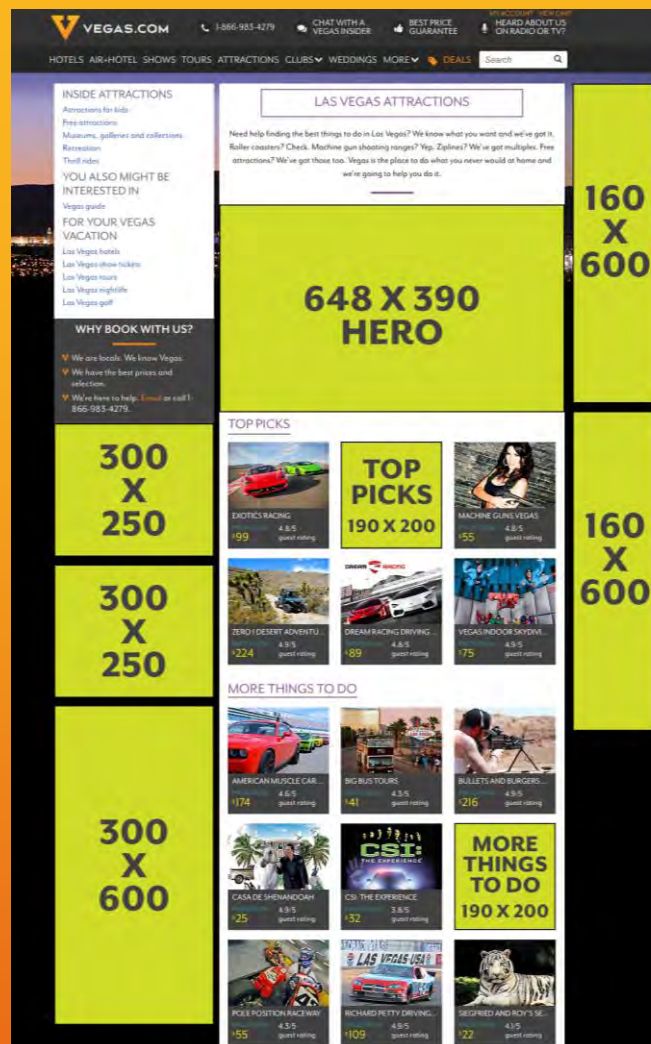 VEGAS.COM
1-866-983-4279
CHAT WITH A
VEGAS INSIDER
BEST PRICE
GUARANTEE
MY ACCOUNT VIEW CART
HEARD ABOUT US
ON RADIO OR TV?
HOTELS AIR+HOTEL SHOWS TOURS ATTRACTIONS CLUBS WEDDINGS MORE DEALS Search
INSIDE ATTRACTIONS
Attractions for kids
Free attractions
Museums, galleries and collections
Recreation
Thrill rides
YOU ALSO MIGHT BE
INTERESTED IN
Vegas guide
FOR YOUR VEGAS
VACATION
Las Vegas hotels
Las Vegas show tickets
Las Vegas tours
Las Vegas nightlife
Las Vegas golf
WHY BOOK WITH US?
We are locals. We know Vegas.
We have the best prices and
selection.
We're here to help. Email or call 1-
866-983-4279.
300
X
250
300
X
250
300
X
600
LAS VEGAS ATTRACTIONS
Need help finding the best things to do in Las Vegas? We know what you want and we've got it.
Roller coasters? Check. Machine gun shooting ranges? Yep. Ziplines? We've got multiples. Free
attractions? We've got those too. Vegas is the place to do what you never would at home and
we're going to help you do it.
648 X 390
HERO
TOP PICKS
EXOTICS RACING
4.8/5
$99 guest rating
TOP
PICKS
190 X 200
MACHINE GUNS VEGAS
4.8/5
$55 guest rating
ZERO 1 DESERT ADVENTU...
4.9/5
$224 guest rating
DREAM RACING
DREAM RACING DRIVING ...
4.8/5
$89 guest rating
VEGAS INDOOR SKYDIVI...
4.9/5
$75 guest rating
MORE THINGS TO DO
AMERICAN MUSCLE CAR...
4.6/5
$174 guest rating
BIG BUS TOURS
4.3/5
$41 guest rating
BULLETS AND BURGERS...
4.9/5
$216 guest rating
CASA DE SHENANDOAH
4.9/5
$25 guest rating
CSI:
THE EXPERIENCE
CSI: THE EXPERIENCE
3.8/5
$32 guest rating
MORE
THINGS
TO DO
190 X 200
POLE POSITION RACEWAY
4.3/5
$55 guest rating
LAS VEGAS USA
RICHARD PETTY DRIVING...
4.9/5
$109 guest rating
SIEGFRIED AND ROY'S SE...
4.1/5
$22 guest rating
160
X
600
160
X
600